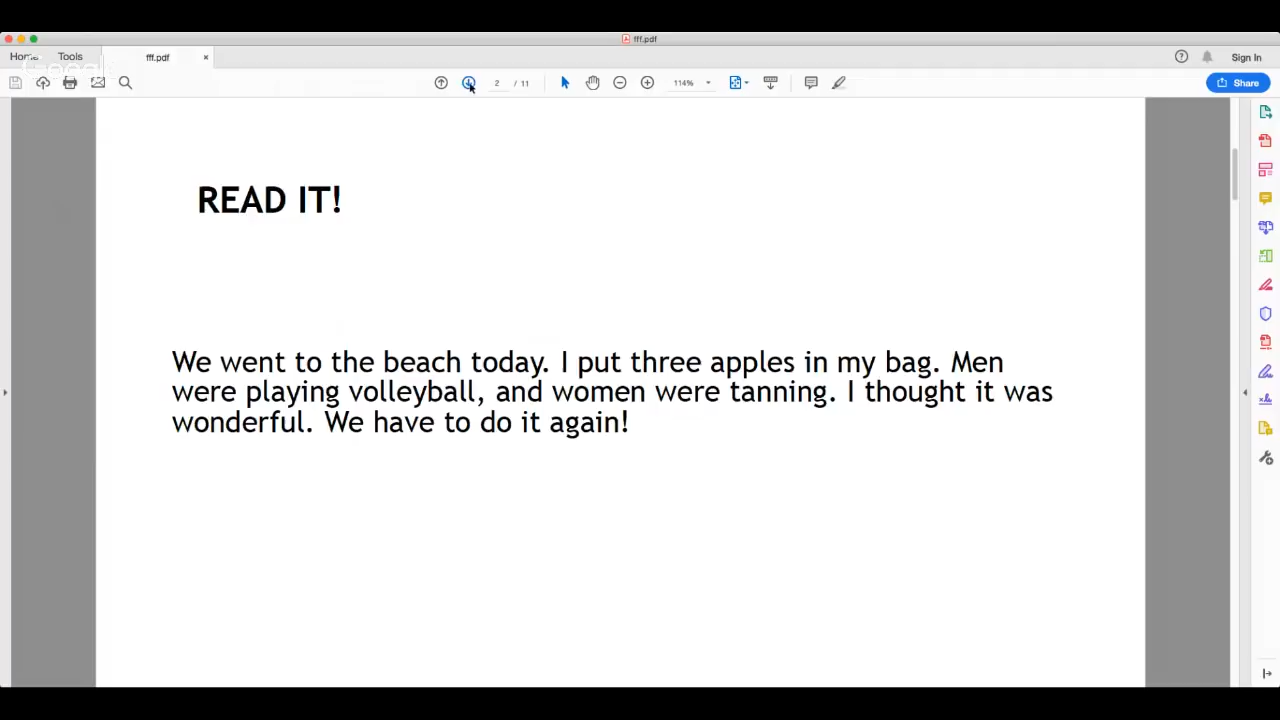 fff.pdf
Home Tools fff.pdf × Sign In
2 / 11 114% Share
READ IT!
We went to the beach today. I put three apples in my bag. Men
were playing volleyball, and women were tanning. I thought it was
wonderful. We have to do it again!